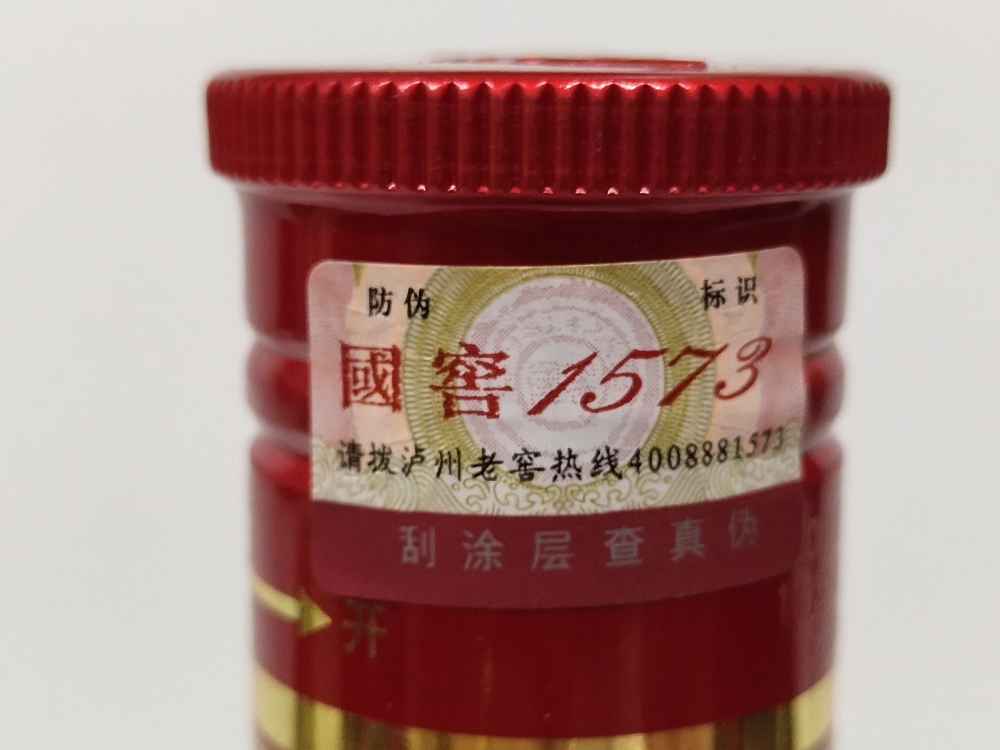 防伪 标识
國窖1573
请拨泸州老窖热线4008881573
刮涂层查真伪
开